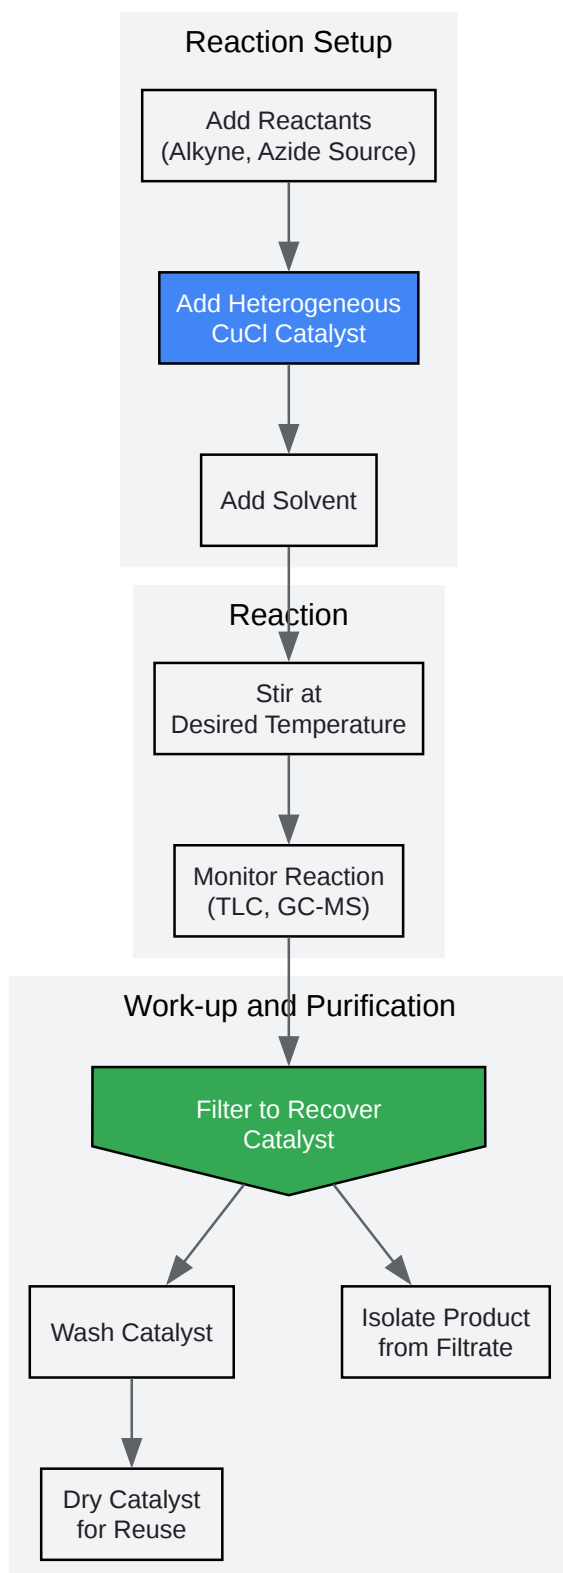 Reaction Setup
Add Reactants
(Alkyne, Azide Source)
Add Heterogeneous
CuCl Catalyst
Add Solvent
Reaction
Stir at
Desired Temperature
Monitor Reaction
(TLC, GC-MS)
Work-up and Purification
Filter to Recover
Catalyst
Wash Catalyst
Isolate Product
from Filtrate
Dry Catalyst
for Reuse